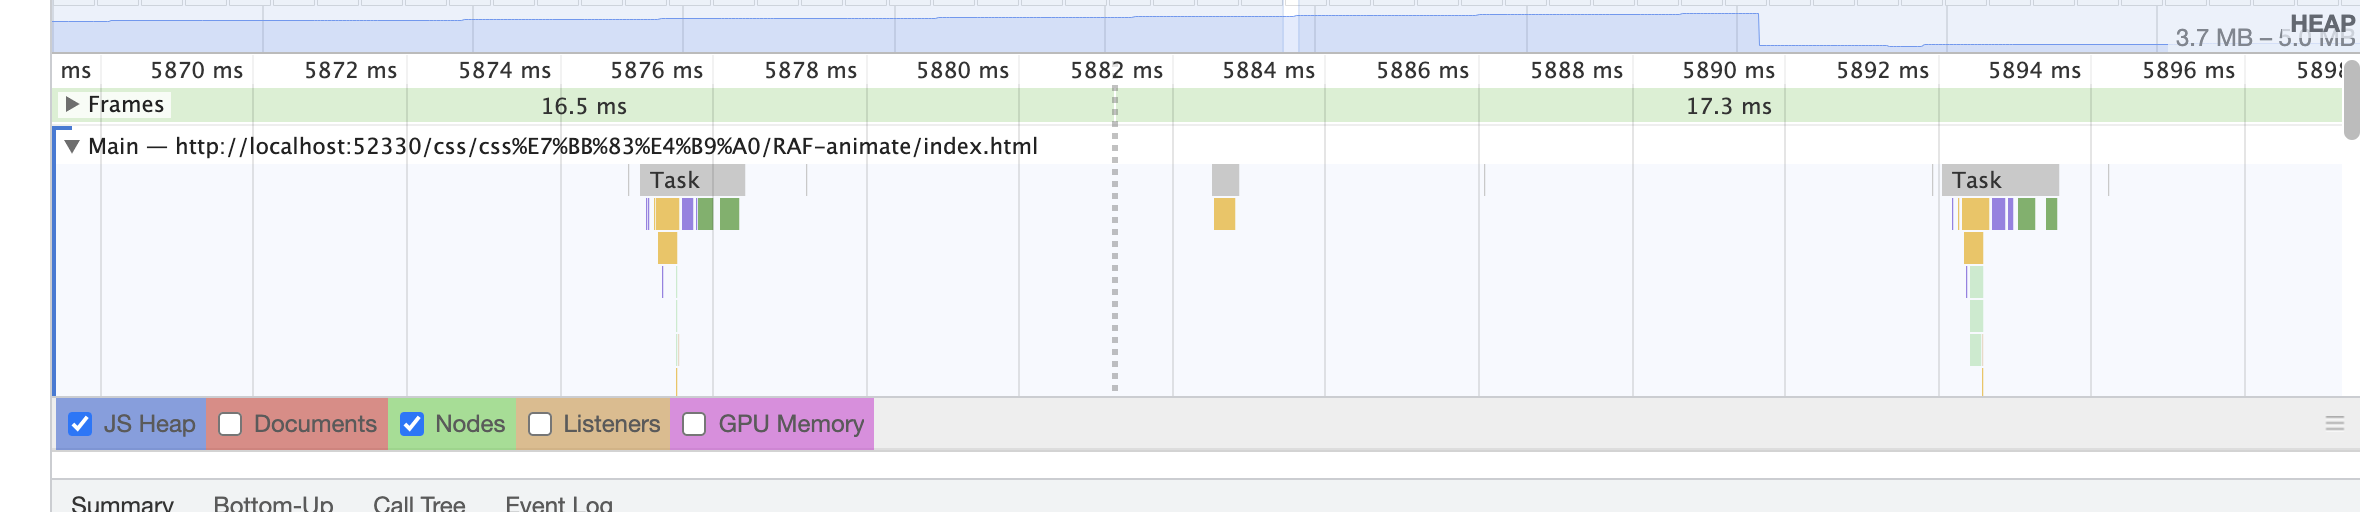 HEAP
3.7 MB – 5.0 MB
ms 5870 ms 5872 ms 5874 ms 5876 ms 5878 ms 5880 ms 5882 ms 5884 ms 5886 ms 5888 ms 5890 ms 5892 ms 5894 ms 5896 ms
▶ Frames 16.5 ms 17.3 ms
▼ Main — http://localhost:52330/css/css%E7%BB%83%E4%B9%A0/RAF-animate/index.html
Task Task
JS Heap Documents Nodes Listeners GPU Memory
Summary Bottom-Up Call Tree Event Log